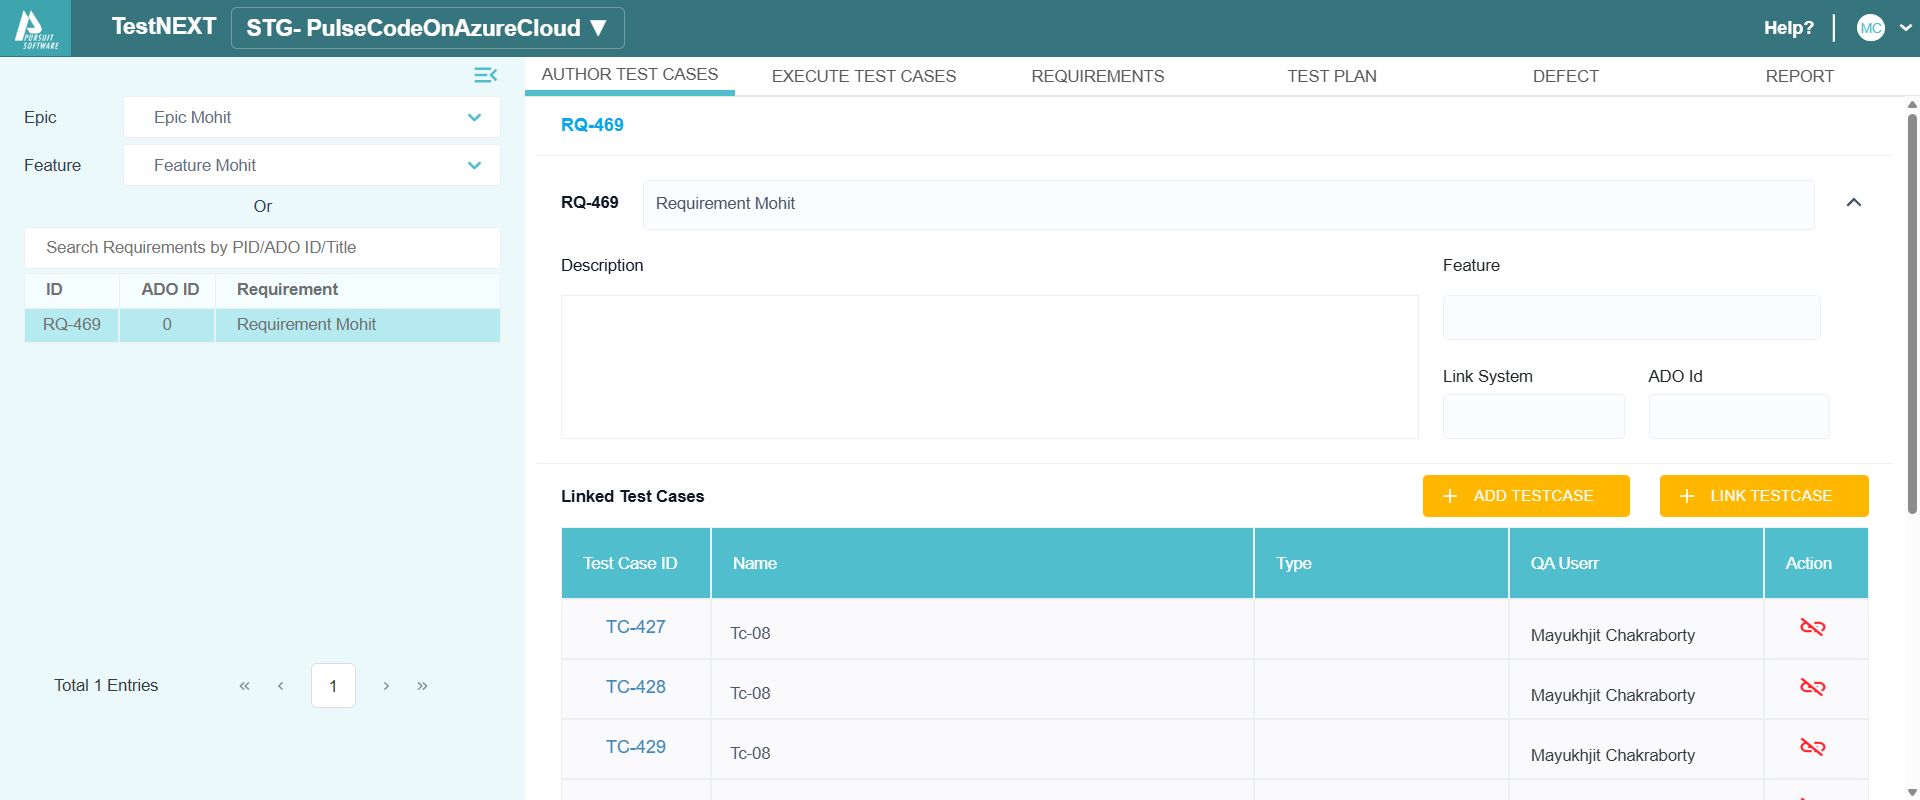 PURSUIT
SOFTWARE
TestNEXT
STG- PulseCodeOnAzureCloud ▼
Help?
MC
Epic
Epic Mohit
Feature
Feature Mohit
Or
Search Requirements by PID/ADO ID/Title
ID ADO ID Requirement
RQ-469 0 Requirement Mohit
Total 1 Entries « ‹ 1 › »
AUTHOR TEST CASES EXECUTE TEST CASES REQUIREMENTS TEST PLAN DEFECT REPORT
RQ-469
RQ-469 Requirement Mohit
Description
Feature
Link System ADO Id
Linked Test Cases
+ ADD TESTCASE + LINK TESTCASE
Test Case ID Name Type QA Userr Action
TC-427 Tc-08 Mayukhjit Chakraborty
TC-428 Tc-08 Mayukhjit Chakraborty
TC-429 Tc-08 Mayukhjit Chakraborty